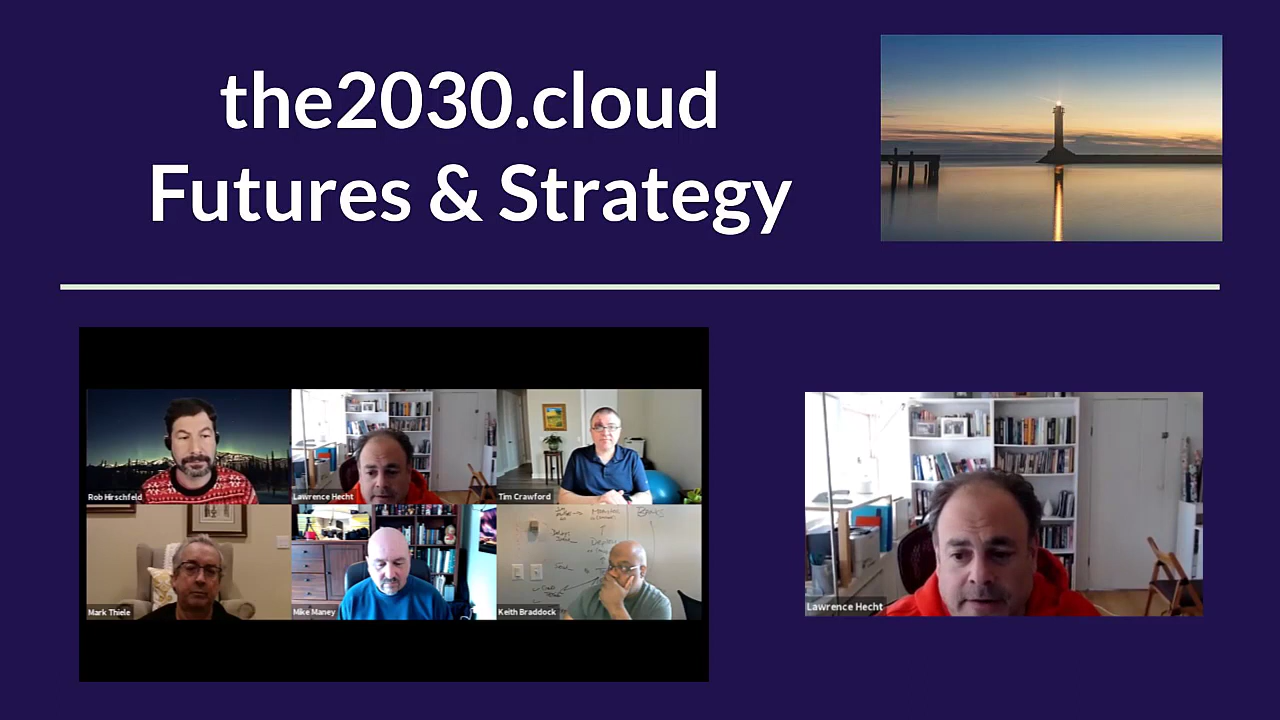 the2030.cloud
Futures & Strategy
Rob Hirschfeld
Lawrence Hecht
Tim Crawford
Mark Thiele
Mike Maney
Keith Braddock
Lawrence Hecht